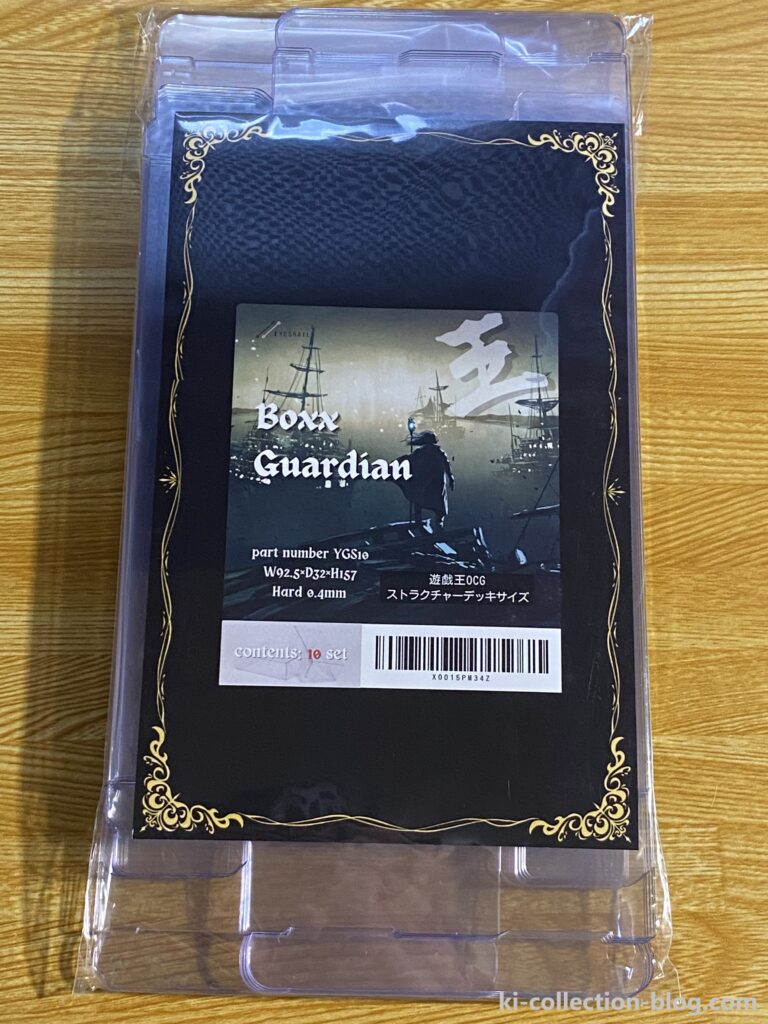 王
Boxx
Guardian
part number YGS10
W92.5×D32×H157
Hard 0.4mm
遊戯王OCG
ストラクチャーデッキサイズ
contents: 10 set
X0015PM34Z
ki-collection-blog.com